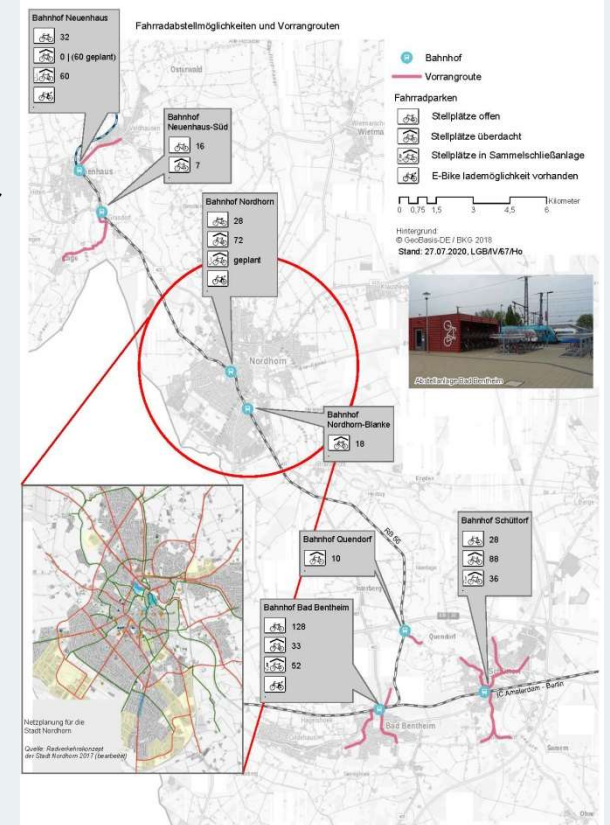 Fahrradabstellmöglichkeiten und Vorrangrouten
Bahnhof Neuenhaus
32
0 | (60 geplant)
60
Bahnhof
Neuenhaus-Süd
16
7
Bahnhof Nordhorn
28
72
geplant
Bahnhof
Vorrangroute
Fahrradparken
Stellplätze offen
Stellplätze überdacht
Stellplätze in Sammelschließanlage
E-Bike lademöglichkeit vorhanden
Kilometer
0 0,75 1,5 3 4,5 6
Hintergrund:
© GeoBasis-DE / BKG 2018
Stand: 27.07.2020, LGB/IV/67/Ho
Abstellanlage Bad Bentheim
Osterwald
Nordhorn
Bahnhof
Nordhorn-Blanke
18
RB 56
Bahnhof Quendorf
10
Bahnhof Schüttorf
28
88
36
Quendorf
Bahnhof Bad Bentheim
128
33
52
IC Amsterdam - Berlin
Bad Bentheim
Netzplanung für die
Stadt Nordhorn
Quelle: Radverkehrskonzept
der Stadt Nordhorn 2017 (bearbeitet)
Ohne